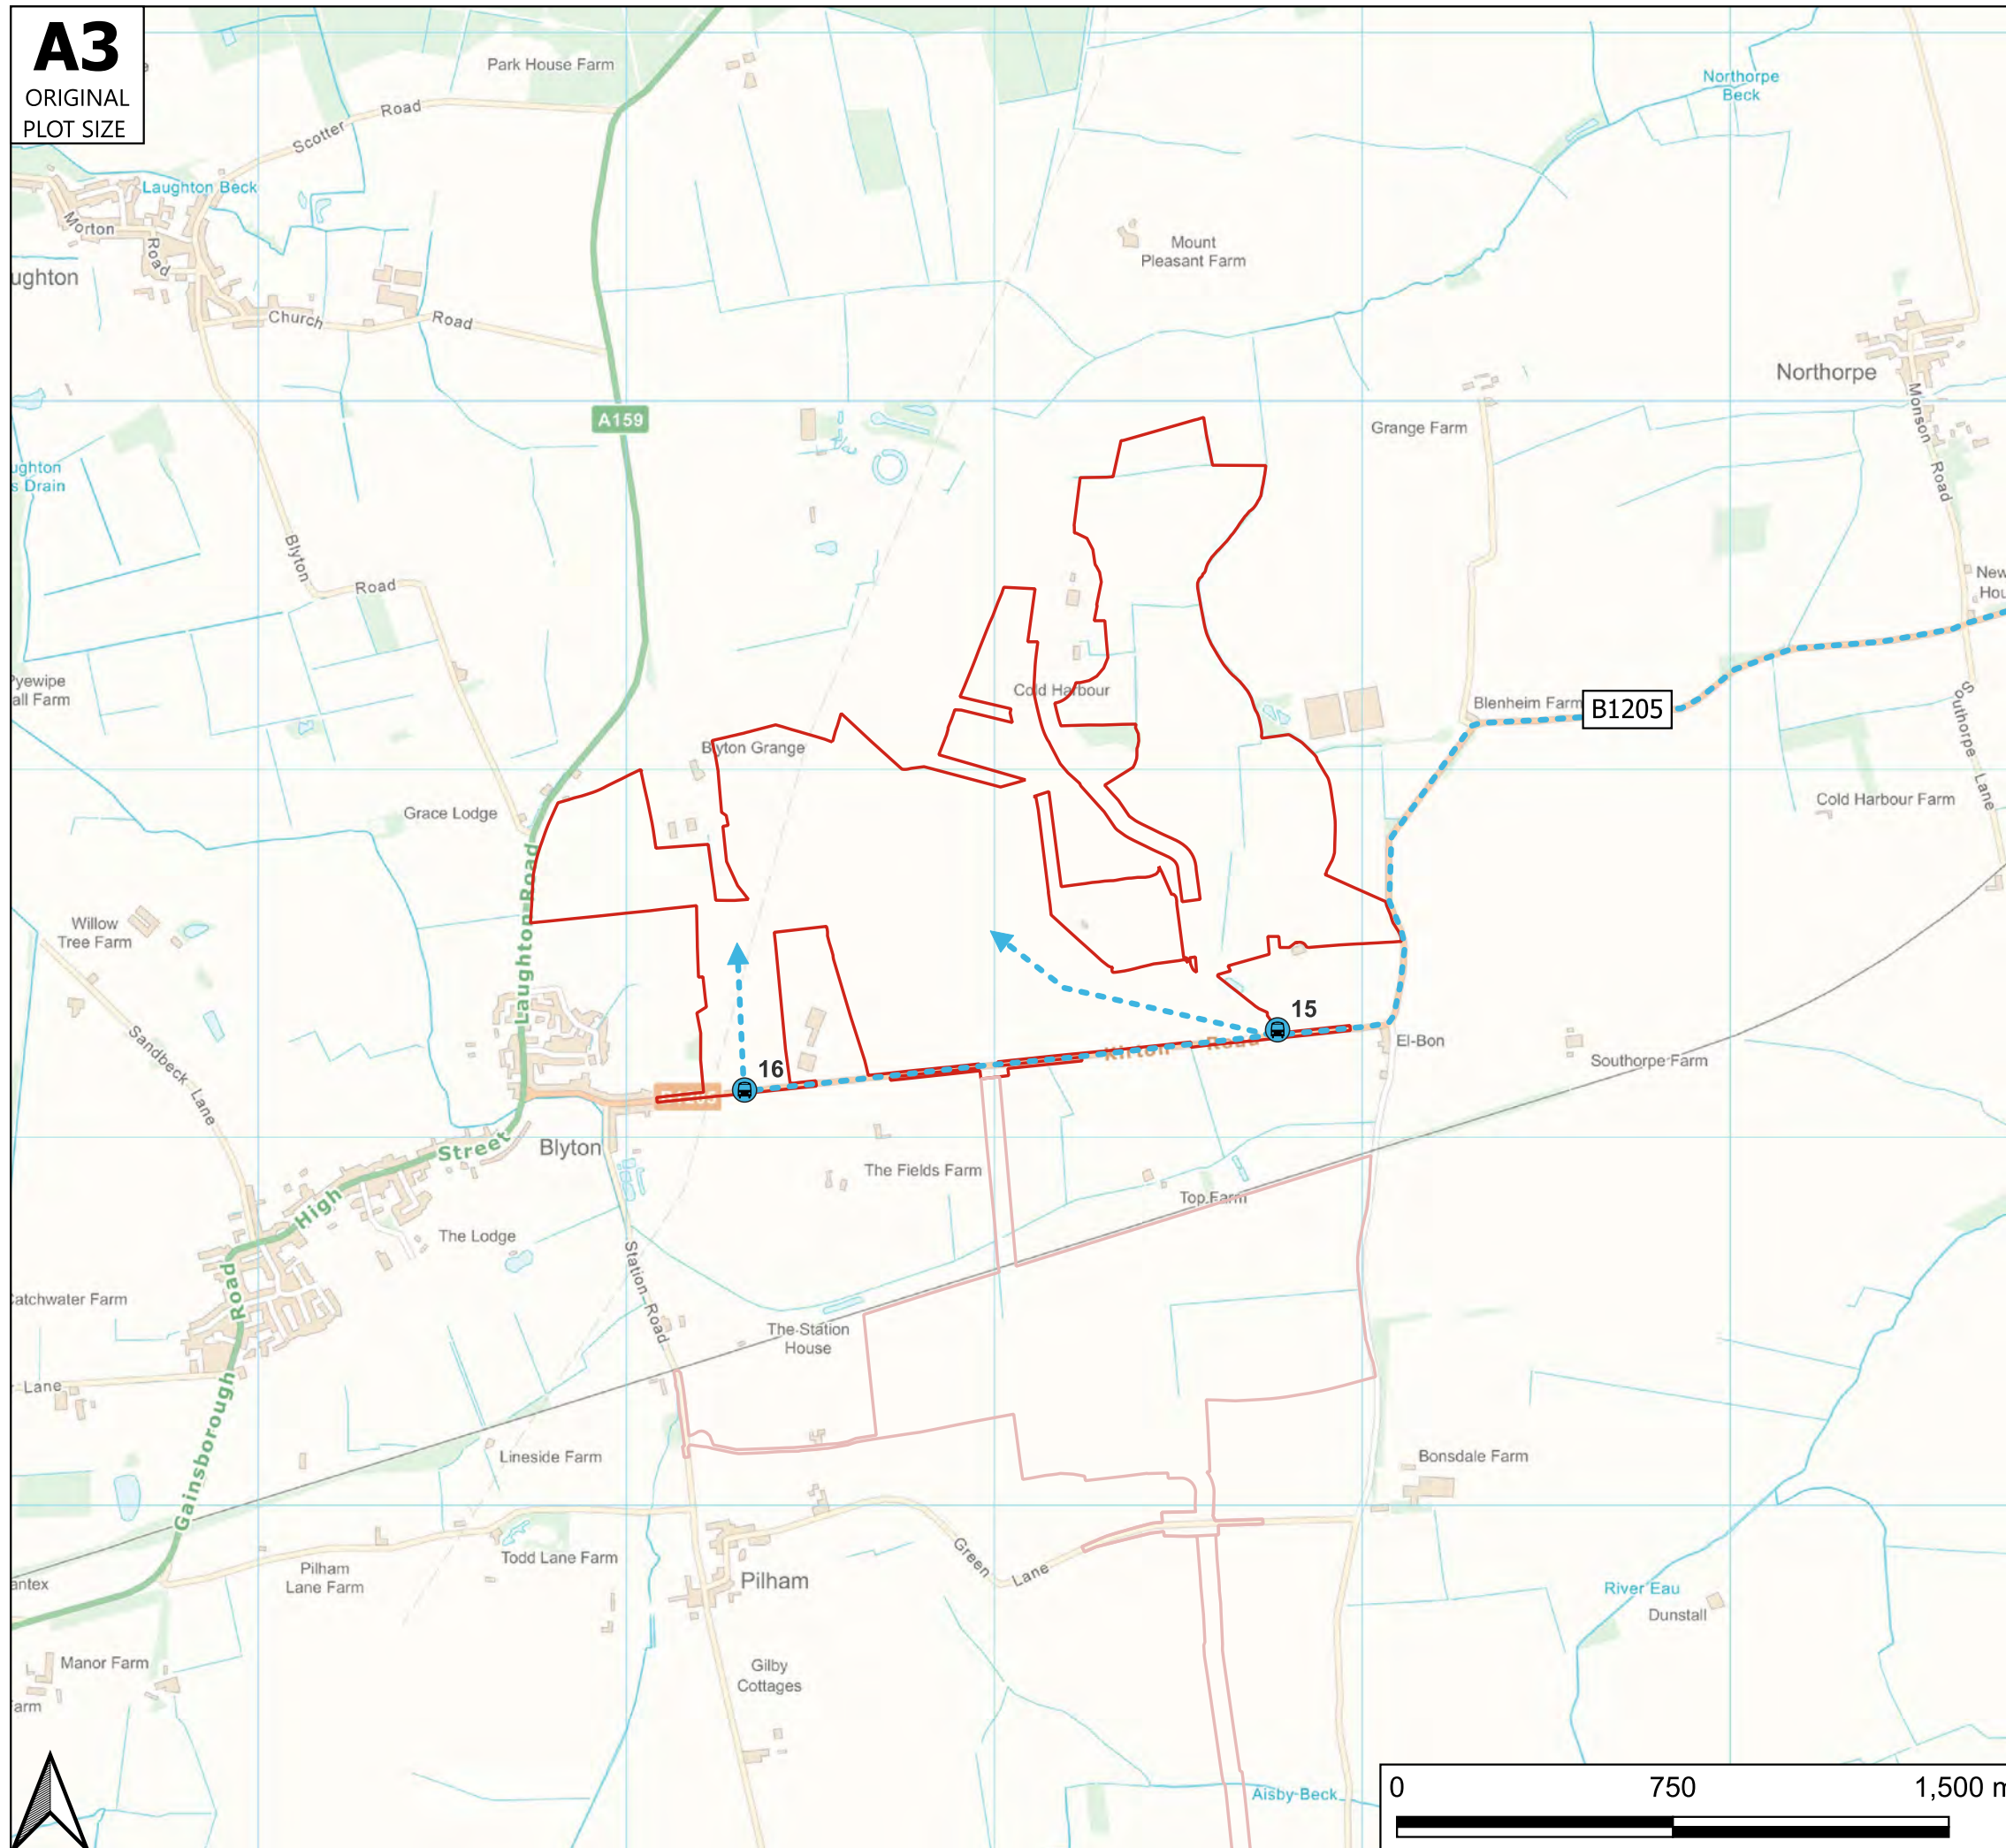 A3
ORIGINAL
PLOT SIZE
Park House Farm
Scotter Road
Northorpe
Beck
Laughton Beck
Morton
Road
ughton
Church Road
Mount
Pleasant Farm
Northorpe
Monson Road
A159
Grange Farm
ughton
s Drain
Blyton Road
New
Hou
Pyewipe
all Farm
Cold Harbour
Blenheim Farm
B1205
Southorpe Lane
Blyton Grange
Grace Lodge
Cold Harbour Farm
Laughton Road
Willow
Tree Farm
Sandbeck Lane
15
El-Bon
Kirton Road
Southorpe Farm
16
Blyton
High Street
The Fields Farm
Top Farm
The Lodge
Station Road
atchwater Farm
The Station
House
Lane
Gainsborough Road
Lineside Farm
Bonsdale Farm
Todd Lane Farm
Pilham
Lane Farm
antex
Pilham
Green Lane
River Eau
Dunstall
Manor Farm
arm
Gilby
Cottages
Aisby Beck
0 750 1,500 m